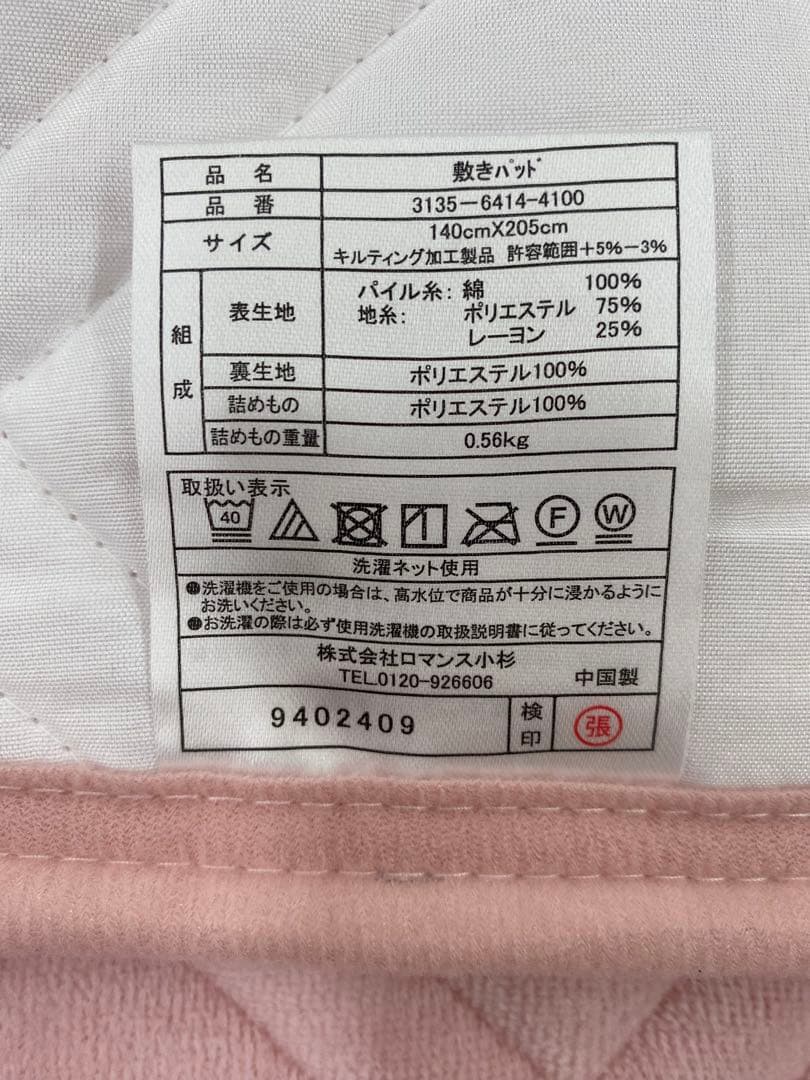 品名 敷きパッド
品番 3135-6414-4100
サイズ 140cmX205cm
キルティング加工製品 許容範囲+5%-3%
組成
表生地 パイル糸: 綿 100%
地糸: ポリエステル 75%
レーヨン 25%
裏生地 ポリエステル100%
詰めもの ポリエステル100%
詰めもの重量 0.56kg
取扱い表示
40 F W
洗濯ネット使用
●洗濯機をご使用の場合は、高水位で商品が十分に浸かるように
お洗いください。
●お洗濯の際は必ず使用洗濯機の取扱説明書に従ってください。
株式会社ロマンス小杉
TEL.0120-926606 中国製
9402409 検印 張